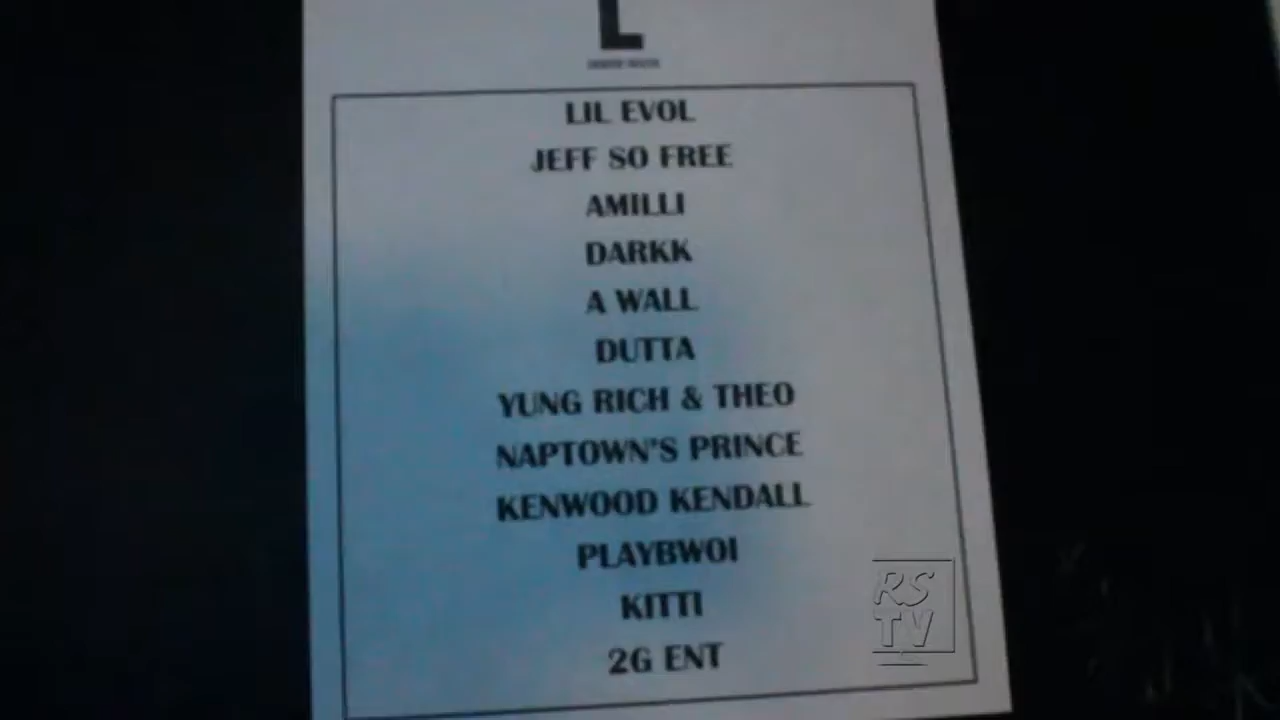 L
LIL EVOL
JEFF SO FREE
AMILLI
DARKK
A WALL
DUTTA
YUNG RICH & THEO
NAPTOWN'S PRINCE
KENWOOD KENDALL
PLAYBWOI
KITTI
2G ENT
RS
TV